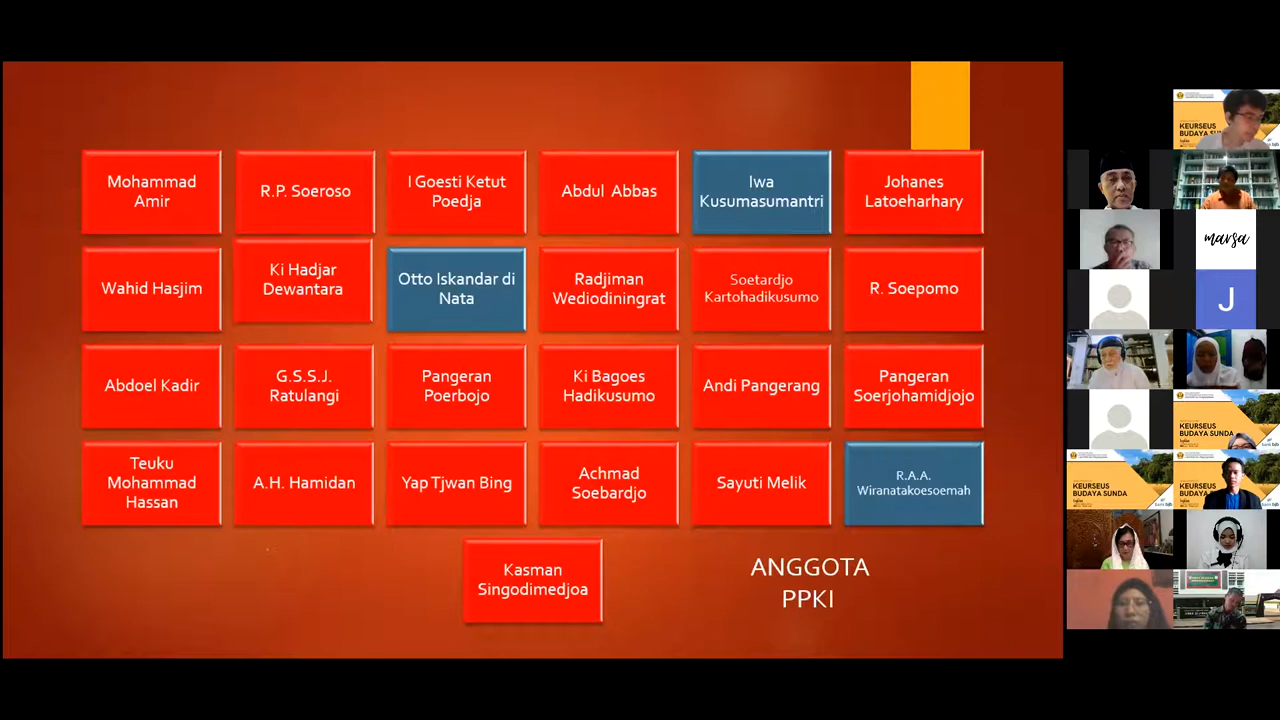 Mohammad
Amir
R.P. Soeroso
I Goesti Ketut
Poedja
Abdul Abbas
Iwa
Kusumasumantri
Johanes
Latoeharhary
Wahid Hasjim
Ki Hadjar
Dewantara
Otto Iskandar di
Nata
Radjiman
Wediodiningrat
Soetardjo
Kartohadikusumo
R. Soepomo
Abdoel Kadir
G.S.S.J.
Ratulangi
Pangeran
Poerbojo
Ki Bagoes
Hadikusumo
Andi Pangerang
Pangeran
Soerjohamidjojo
Teuku
Mohammad
Hassan
A.H. Hamidan
Yap Tjwan Bing
Achmad
Soebardjo
Sayuti Melik
R.A.A.
Wiranatakoesoemah
Kasman
Singodimedjoa
ANGGOTA
PPKI
KEURSEUS
BUDAYA SUN
marsa
J
KEURSEUS
BUDAYA SUNDA
KEURSEUS
BUDAYA SUNDA
KEURSEUS
BUDAYA